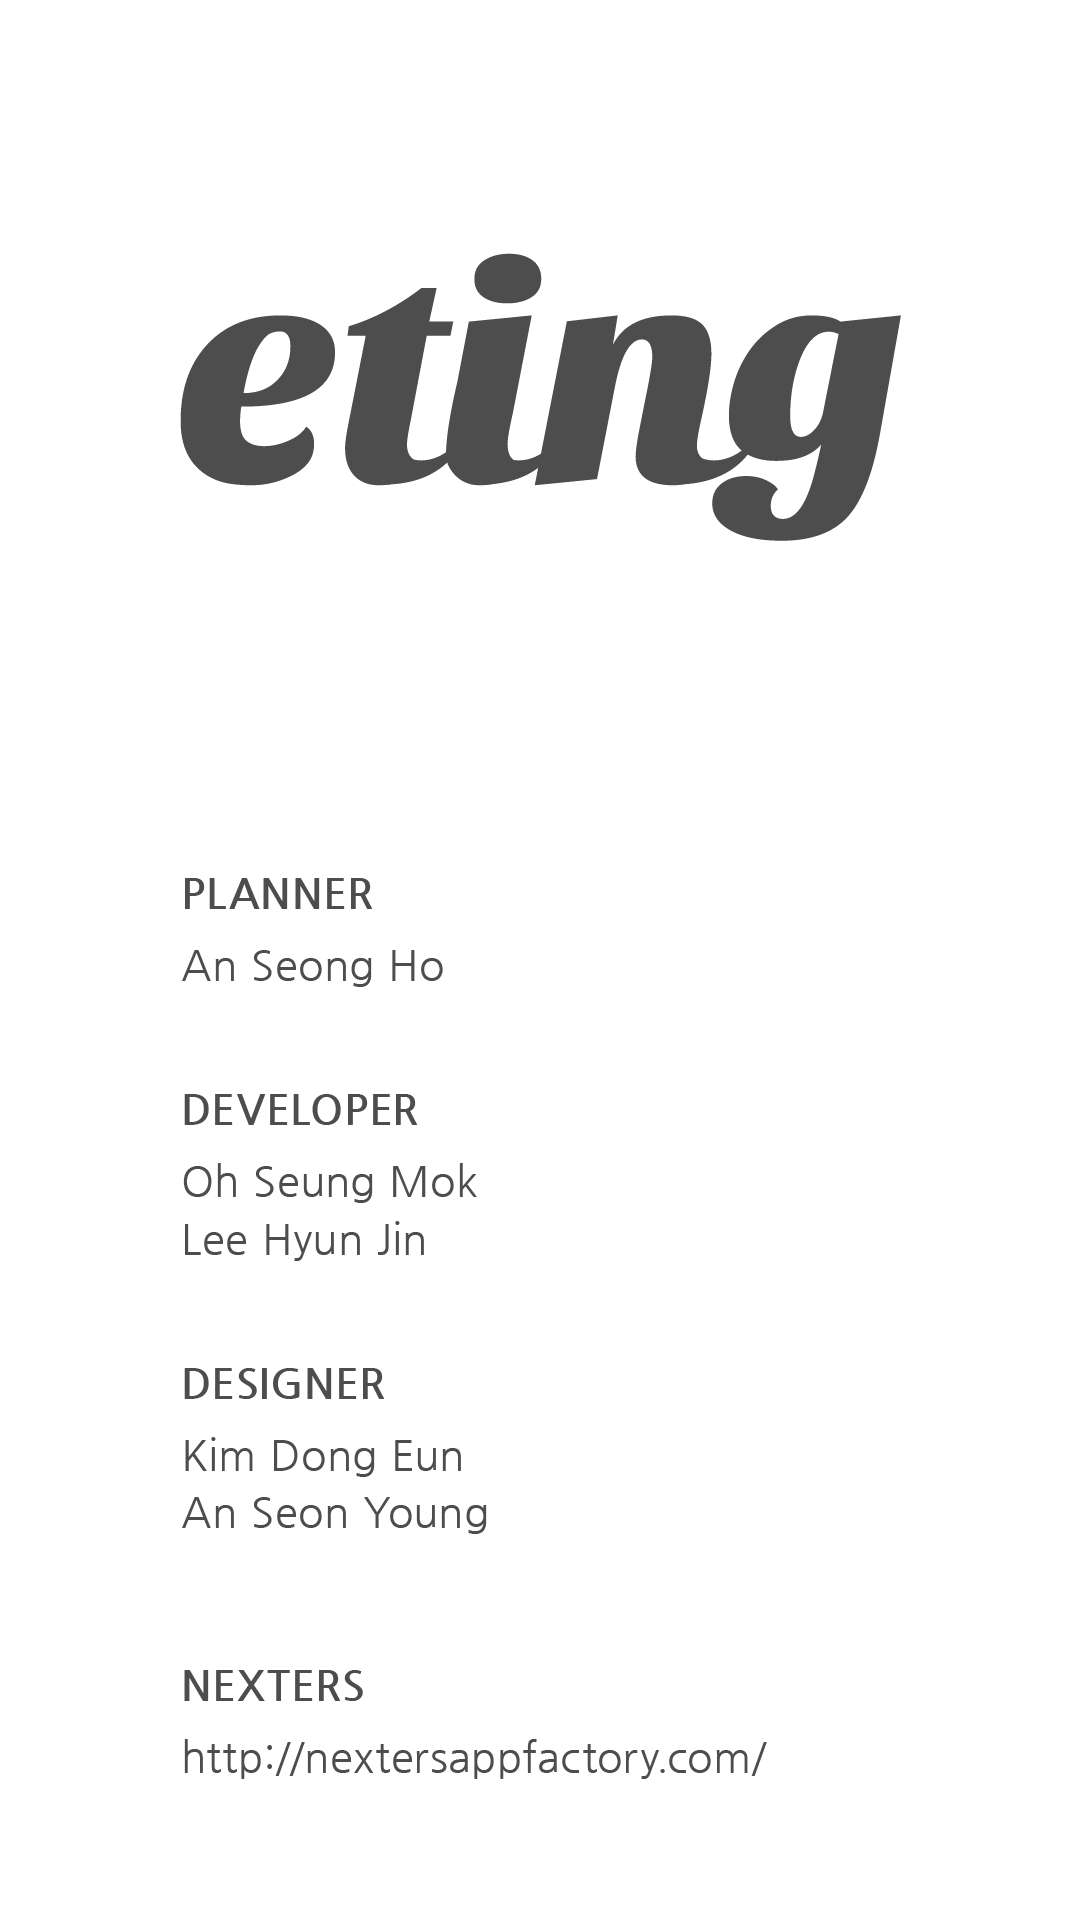 eting
PLANNER
An Seong Ho
DEVELOPER
Oh Seung Mok
Lee Hyun Jin
DESIGNER
Kim Dong Eun
An Seon Young
NEXTERS
http://nextersappfactory.com/